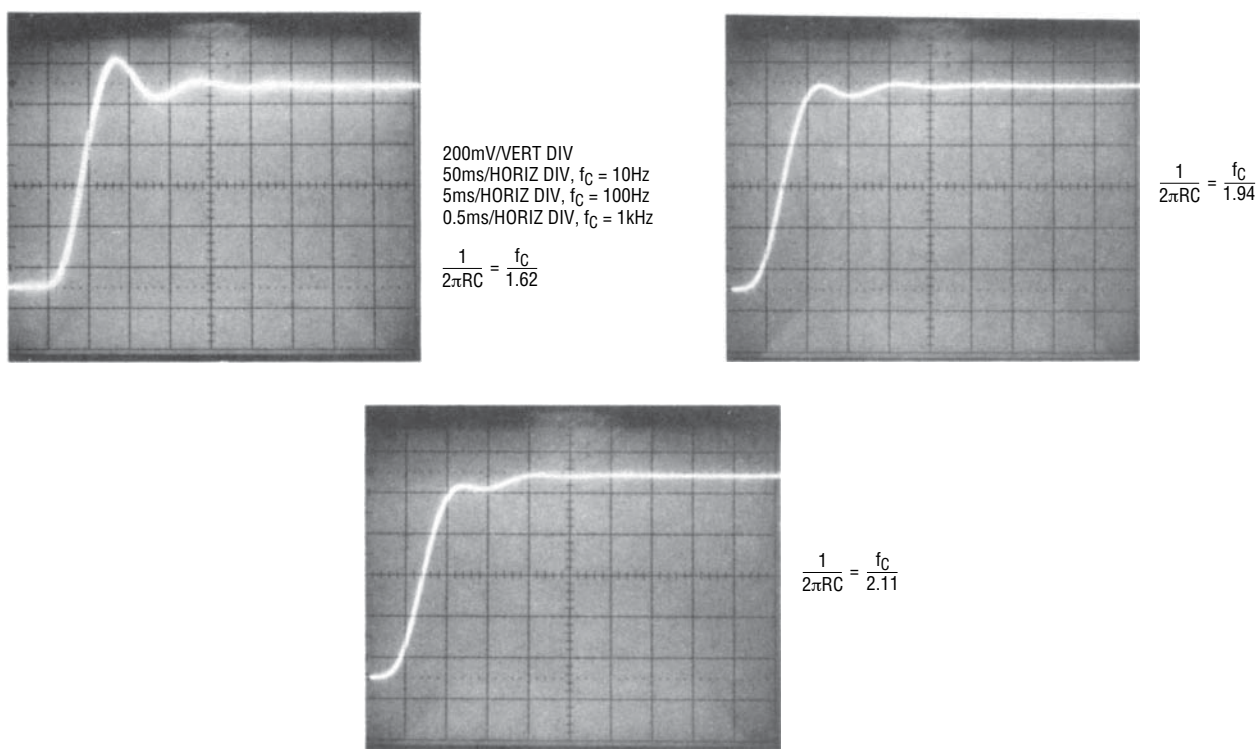 200mV/VERT DIV
50ms/HORIZ DIV, fC = 10Hz
5ms/HORIZ DIV, fC = 100Hz
0.5ms/HORIZ DIV, fC = 1kHz
1/2πRC = fC/1.62
1/2πRC = fC/1.94
1/2πRC = fC/2.11